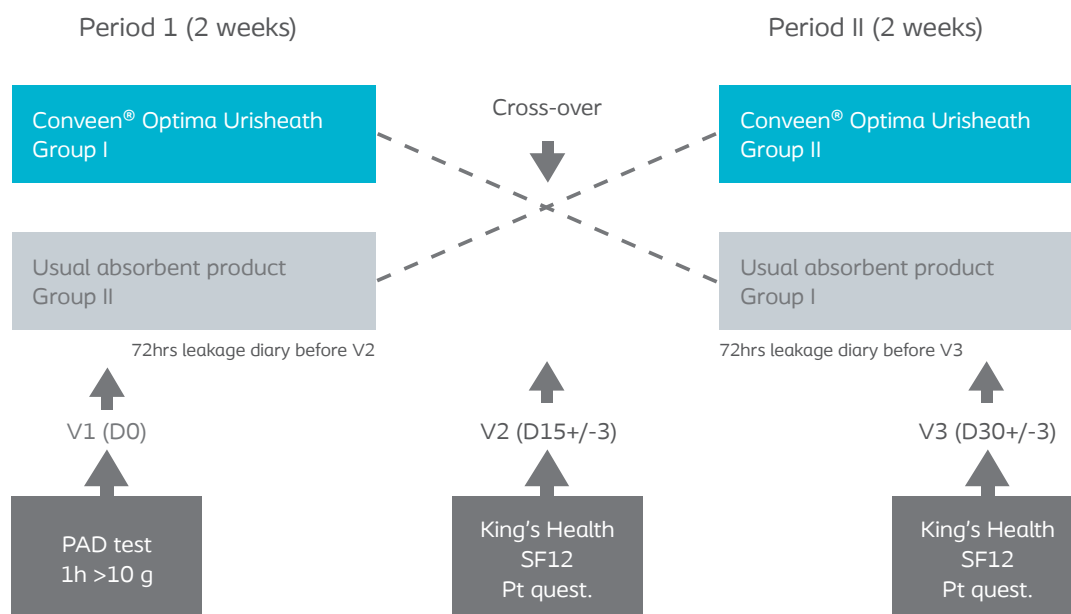 Period 1 (2 weeks)
Period II (2 weeks)
Conveen® Optima Urisheath
Group I
Cross-over
Conveen® Optima Urisheath
Group II
Usual absorbent product
Group II
Usual absorbent product
Group I
72hrs leakage diary before V2
72hrs leakage diary before V3
V1 (D0)
V2 (D15+/-3)
V3 (D30+/-3)
PAD test
1h >10 g
King's Health
SF12
Pt quest.
King's Health
SF12
Pt quest.